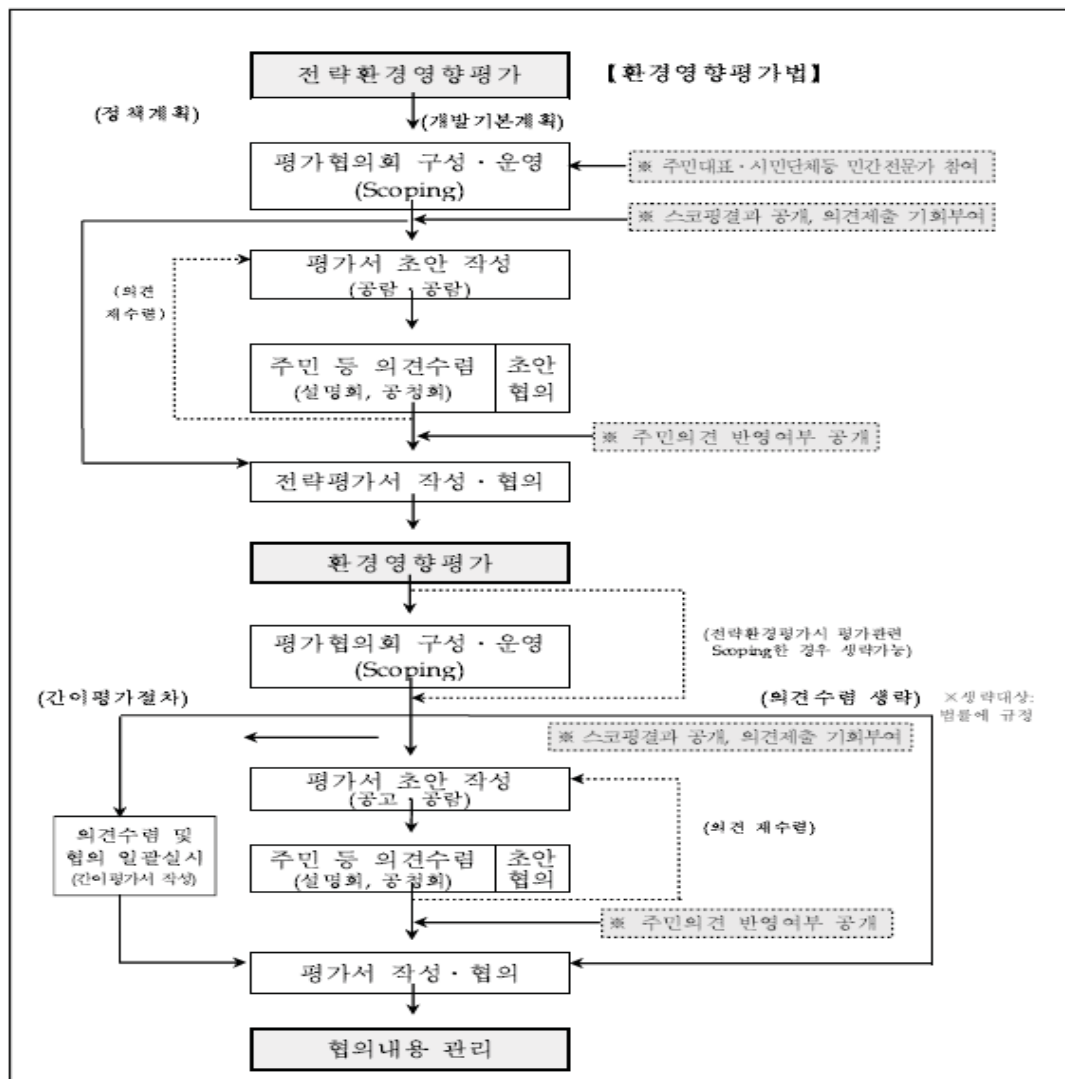 전략환경영향평가
【환경영향평가법】
(정책계획)
(개발기본계획)
평가협의회 구성·운영
(Scoping)
※ 주민대표·시민단체등 민간전문가 참여
※ 스코핑결과 공개, 의견제출 기회부여
평가서 초안 작성
(공람·공람)
(의견
재수렴)
주민 등 의견수렴
(설명회, 공청회)
초안
협의
※ 주민의견 반영여부 공개
전략평가서 작성·협의
환경영향평가
평가협의회 구성·운영
(Scoping)
(전략환경평가시 평가관련
Scoping한 경우 생략가능)
(간이평가절차)
(의견수렴 생략)
※생략대상:
법률에 규정
※ 스코핑결과 공개, 의견제출 기회부여
평가서 초안 작성
(공고·공람)
(의견 재수렴)
의견수렴 및
협의 일괄실시
(간이평가서 작성)
주민 등 의견수렴
(설명회, 공청회)
초안
협의
※ 주민의견 반영여부 공개
평가서 작성·협의
협의내용 관리